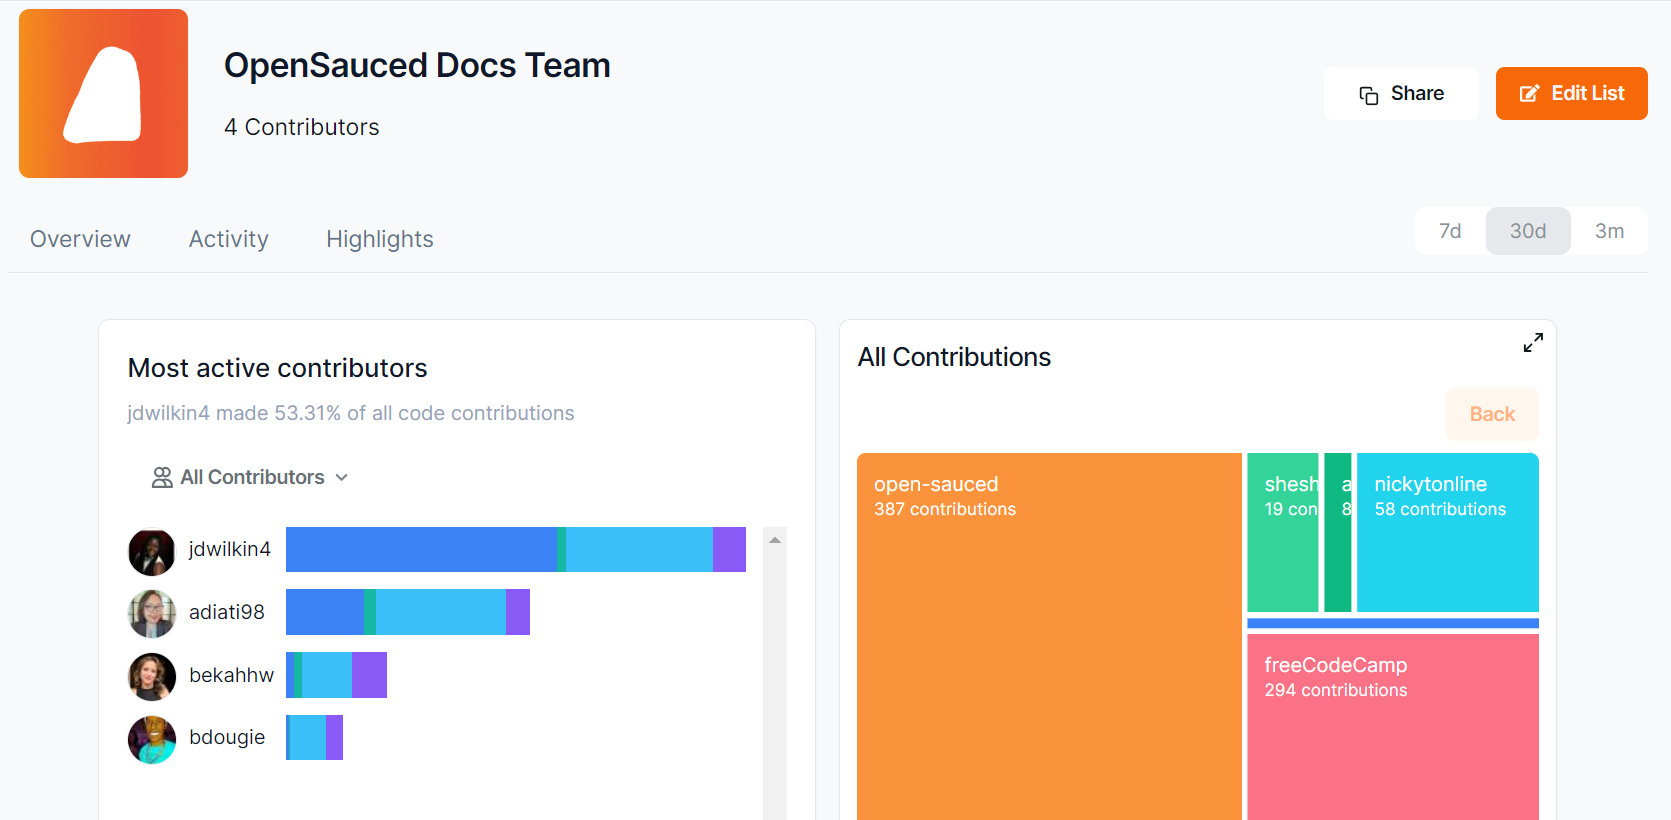 OpenSauced Docs Team
4 Contributors
Share
Edit List
Overview
Activity
Highlights
7d
30d
3m
Most active contributors
jdwilkin4 made 53.31% of all code contributions
All Contributors
jdwilkin4
adiati98
bekahhw
bdougie
All Contributions
Back
open-sauced
387 contributions
shesh
19 con
a
8
nickytonline
58 contributions
freeCodeCamp
294 contributions